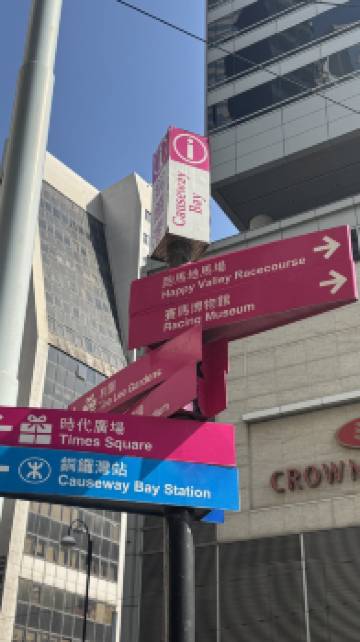 i
Causeway
Bay
跑馬地馬場
Happy Valley Racecourse
賽馬博物館
Racing Museum
Lee Gardens
時代廣場
Times Square
銅鑼灣站
Causeway Bay Station
CROWN